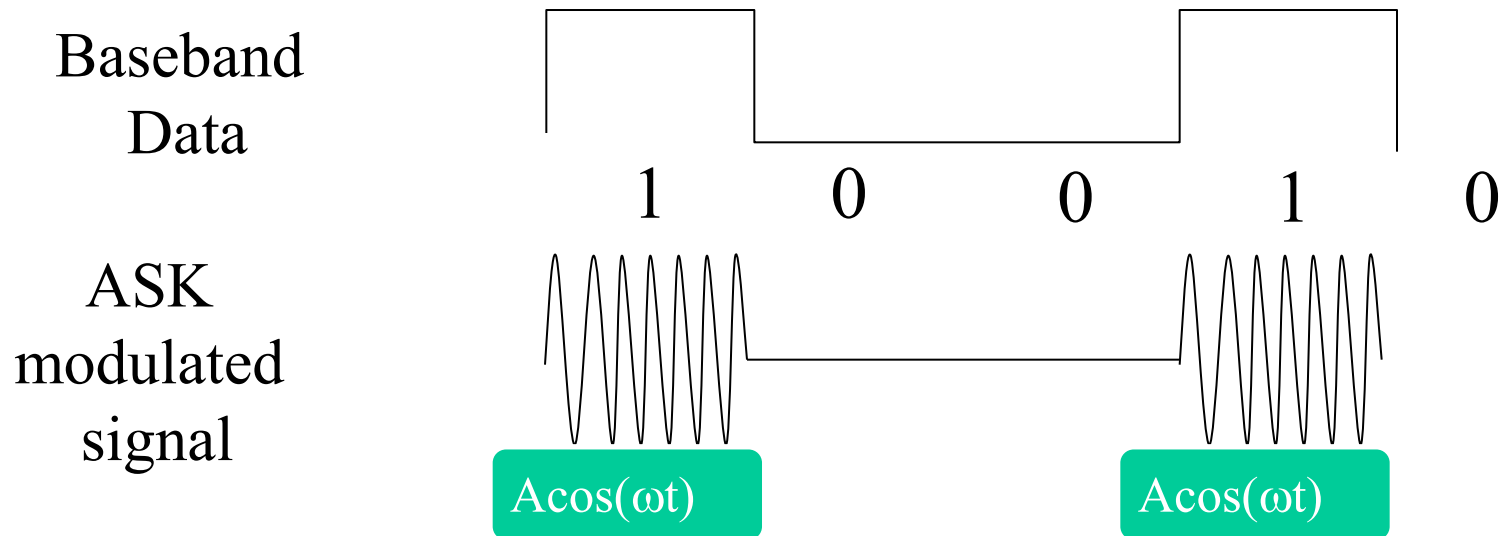 Baseband
Data
1 0 0 1 0
ASK
modulated
signal
Acos(ωt) Acos(ωt)